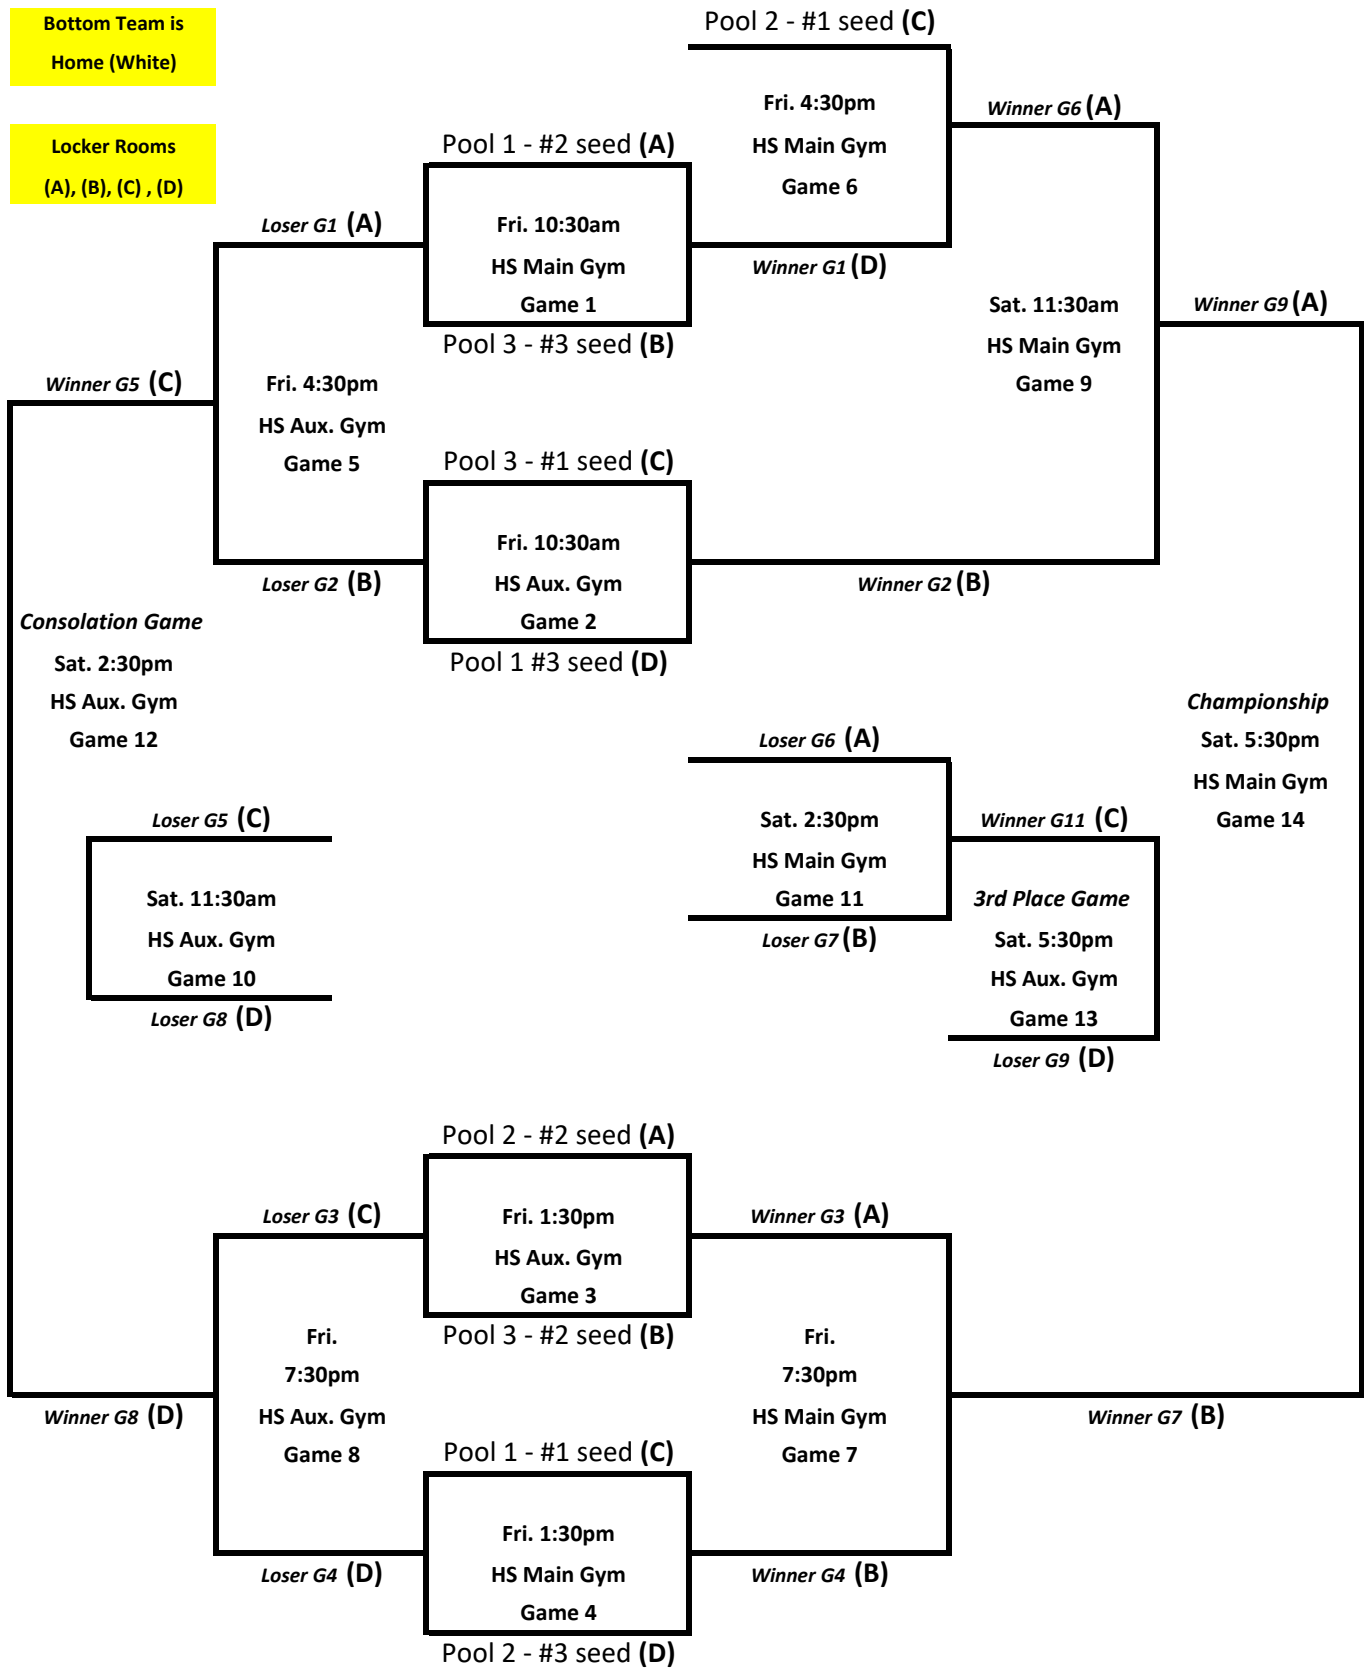 Bottom Team is
Home (White)
Locker Rooms
(A), (B), (C) , (D)
Pool 2 - #1 seed (C)
Fri. 4:30pm
HS Main Gym
Game 6
Winner G6 (A)
Pool 1 - #2 seed (A)
Loser G1 (A)
Fri. 10:30am
HS Main Gym
Game 1
Pool 3 - #3 seed (B)
Winner G1 (D)
Sat. 11:30am
HS Main Gym
Game 9
Winner G9 (A)
Winner G5 (C)
Fri. 4:30pm
HS Aux. Gym
Game 5
Pool 3 - #1 seed (C)
Fri. 10:30am
HS Aux. Gym
Game 2
Pool 1 #3 seed (D)
Loser G2 (B)
Winner G2 (B)
Consolation Game
Sat. 2:30pm
HS Aux. Gym
Game 12
Championship
Sat. 5:30pm
HS Main Gym
Game 14
Loser G6 (A)
Sat. 2:30pm
HS Main Gym
Game 11
Loser G7 (B)
Winner G11 (C)
3rd Place Game
Sat. 5:30pm
HS Aux. Gym
Game 13
Loser G9 (D)
Loser G5 (C)
Sat. 11:30am
HS Aux. Gym
Game 10
Loser G8 (D)
Pool 2 - #2 seed (A)
Loser G3 (C)
Fri. 1:30pm
HS Aux. Gym
Game 3
Pool 3 - #2 seed (B)
Winner G3 (A)
Fri.
7:30pm
HS Aux. Gym
Game 8
Fri.
7:30pm
HS Main Gym
Game 7
Winner G8 (D)
Winner G7 (B)
Pool 1 - #1 seed (C)
Fri. 1:30pm
HS Main Gym
Game 4
Pool 2 - #3 seed (D)
Loser G4 (D)
Winner G4 (B)